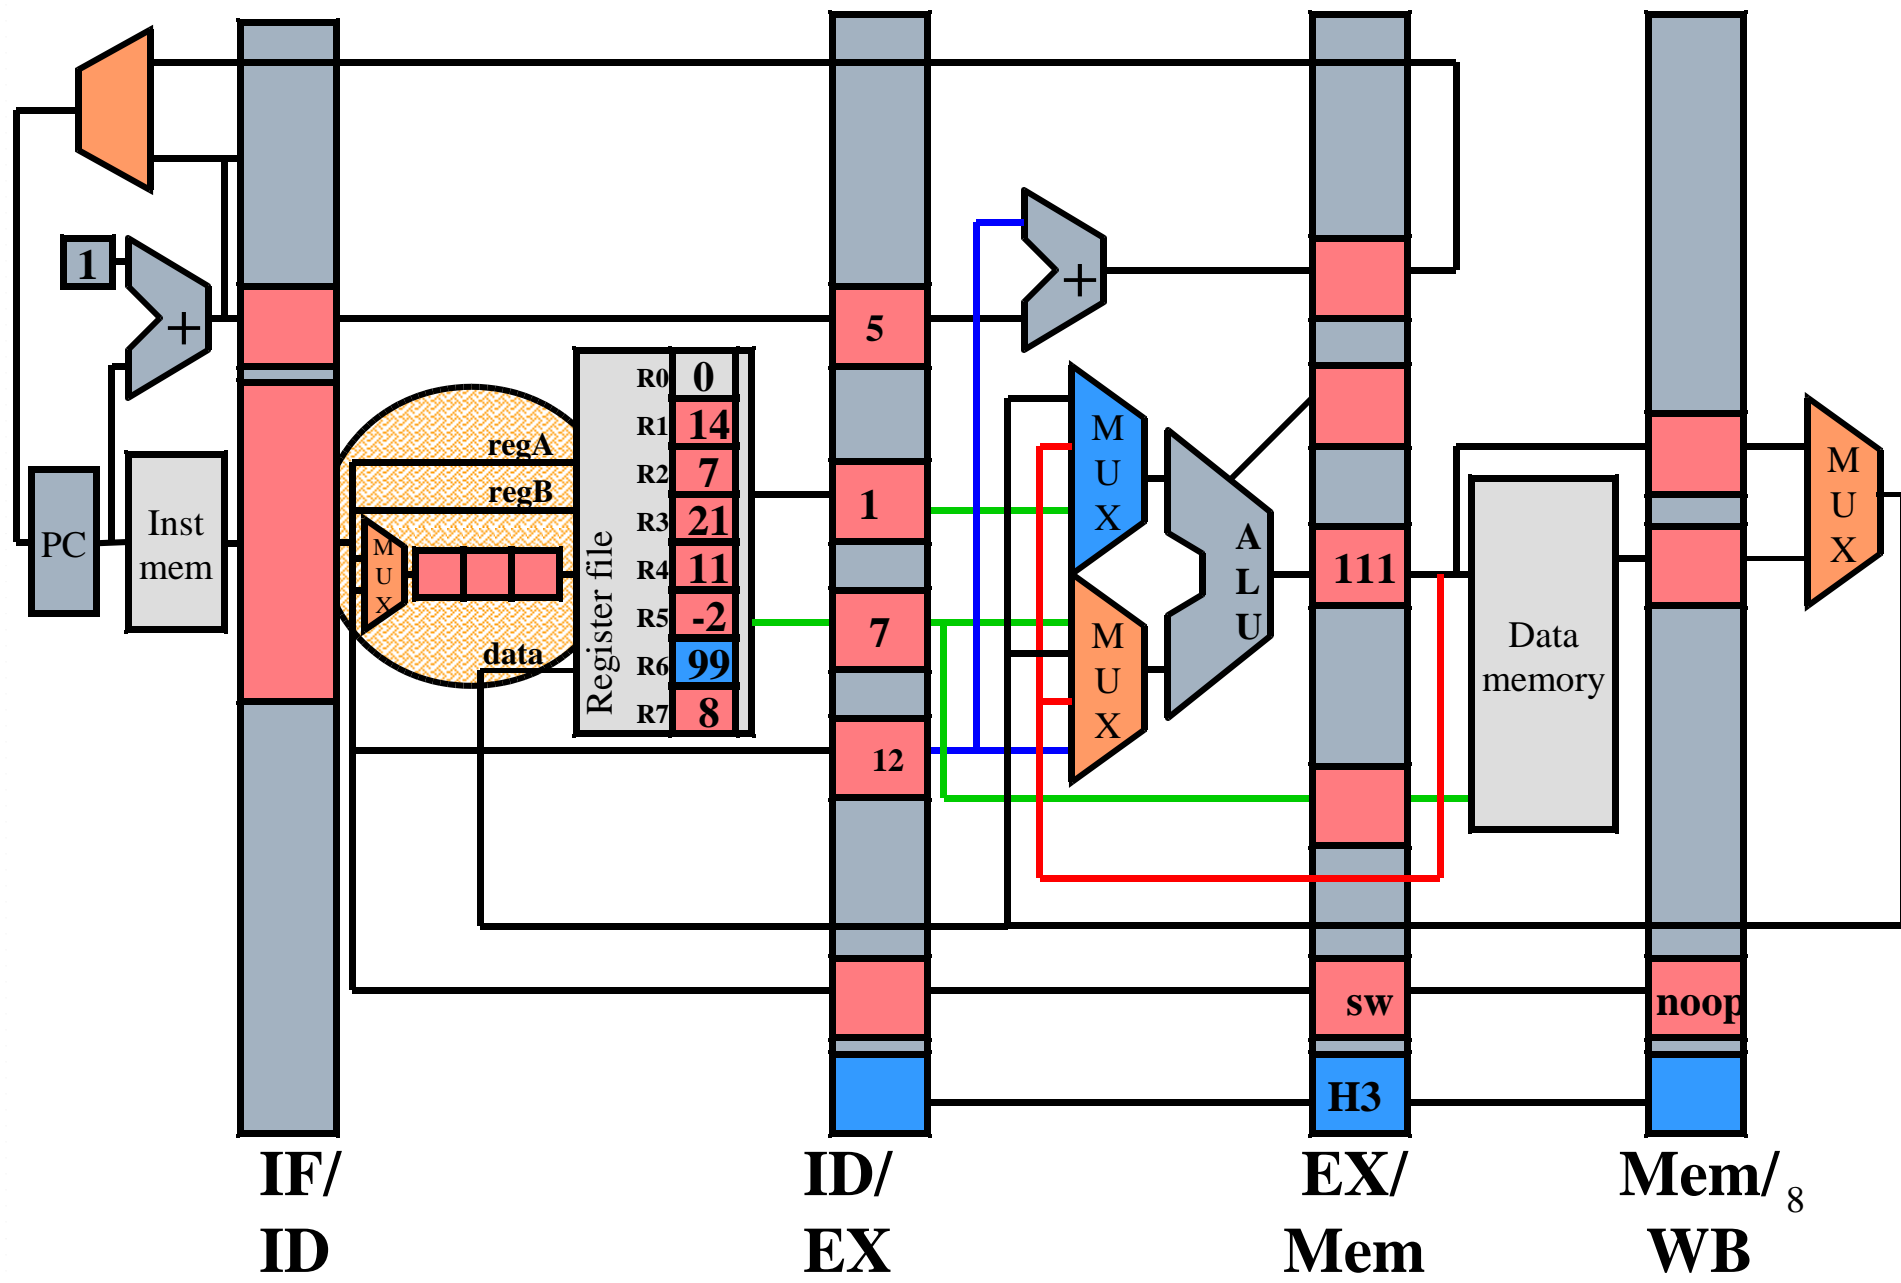 1
+
PC
Inst
mem
regA
regB
M
U
X
data
Register file
R0 0
R1 14
R2 7
R3 21
R4 11
R5 -2
R6 99
R7 8
5
1
7
12
+
M
U
X
M
U
X
A
L
U
111
sw
H3
Data
memory
noop
M
U
X
IF/
ID
ID/
EX
EX/
Mem
Mem/
WB
8